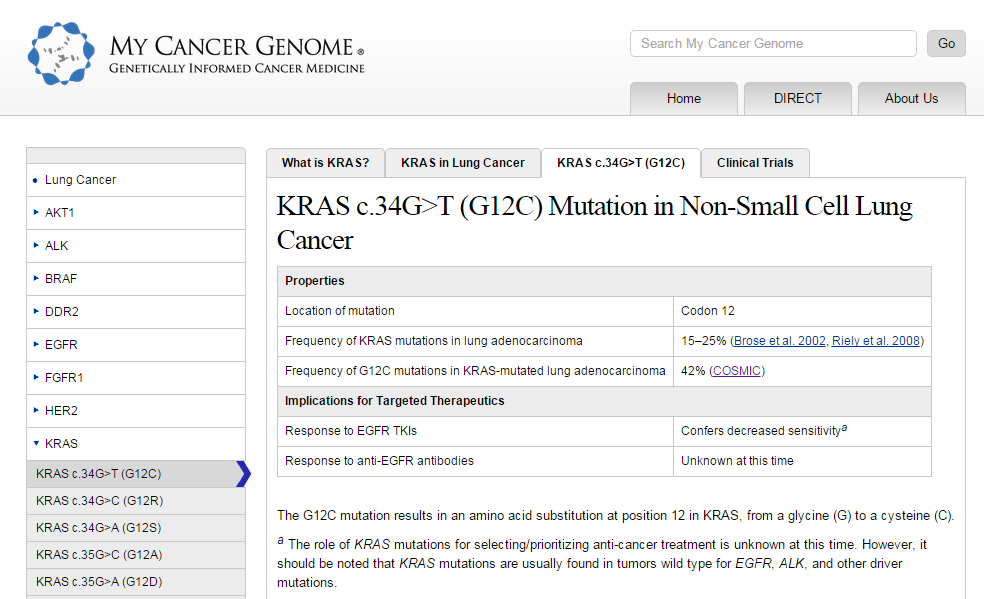 MY CANCER GENOME®
GENETICALLY INFORMED CANCER MEDICINE
Search My Cancer Genome
Go
Home
DIRECT
About Us
Lung Cancer
AKT1
ALK
BRAF
DDR2
EGFR
FGFR1
HER2
KRAS
KRAS c.34G>T (G12C)
KRAS c.34G>C (G12R)
KRAS c.34G>A (G12S)
KRAS c.35G>C (G12A)
KRAS c.35G>A (G12D)
What is KRAS?
KRAS in Lung Cancer
KRAS c.34G>T (G12C)
Clinical Trials
KRAS c.34G>T (G12C) Mutation in Non-Small Cell Lung
Cancer
Properties
Location of mutation Codon 12
Frequency of KRAS mutations in lung adenocarcinoma 15–25% (Brose et al. 2002, Riely et al. 2008)
Frequency of G12C mutations in KRAS-mutated lung adenocarcinoma 42% (COSMIC)
Implications for Targeted Therapeutics
Response to EGFR TKIs Confers decreased sensitivitya
Response to anti-EGFR antibodies Unknown at this time
The G12C mutation results in an amino acid substitution at position 12 in KRAS, from a glycine (G) to a cysteine (C).
a The role of KRAS mutations for selecting/prioritizing anti-cancer treatment is unknown at this time. However, it
should be noted that KRAS mutations are usually found in tumors wild type for EGFR, ALK, and other driver
mutations.